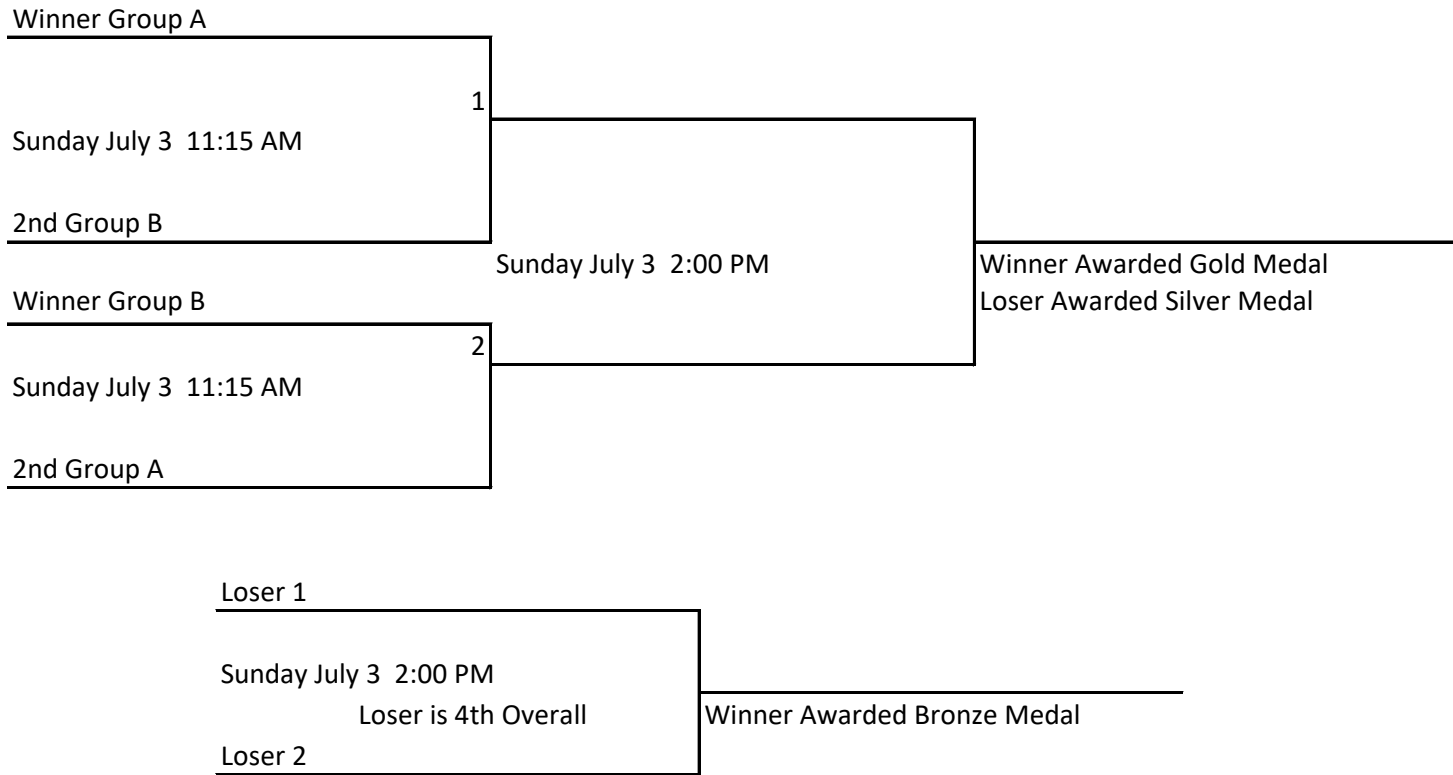 Winner Group A
1
Sunday July 3  11:15 AM
2nd Group B
Sunday July 3  2:00 PM
Winner Awarded Gold Medal
Winner Group B
Loser Awarded Silver Medal
2
Sunday July 3  11:15 AM
2nd Group A
Loser 1
Sunday July 3  2:00 PM
Loser is 4th Overall
Winner Awarded Bronze Medal
Loser 2